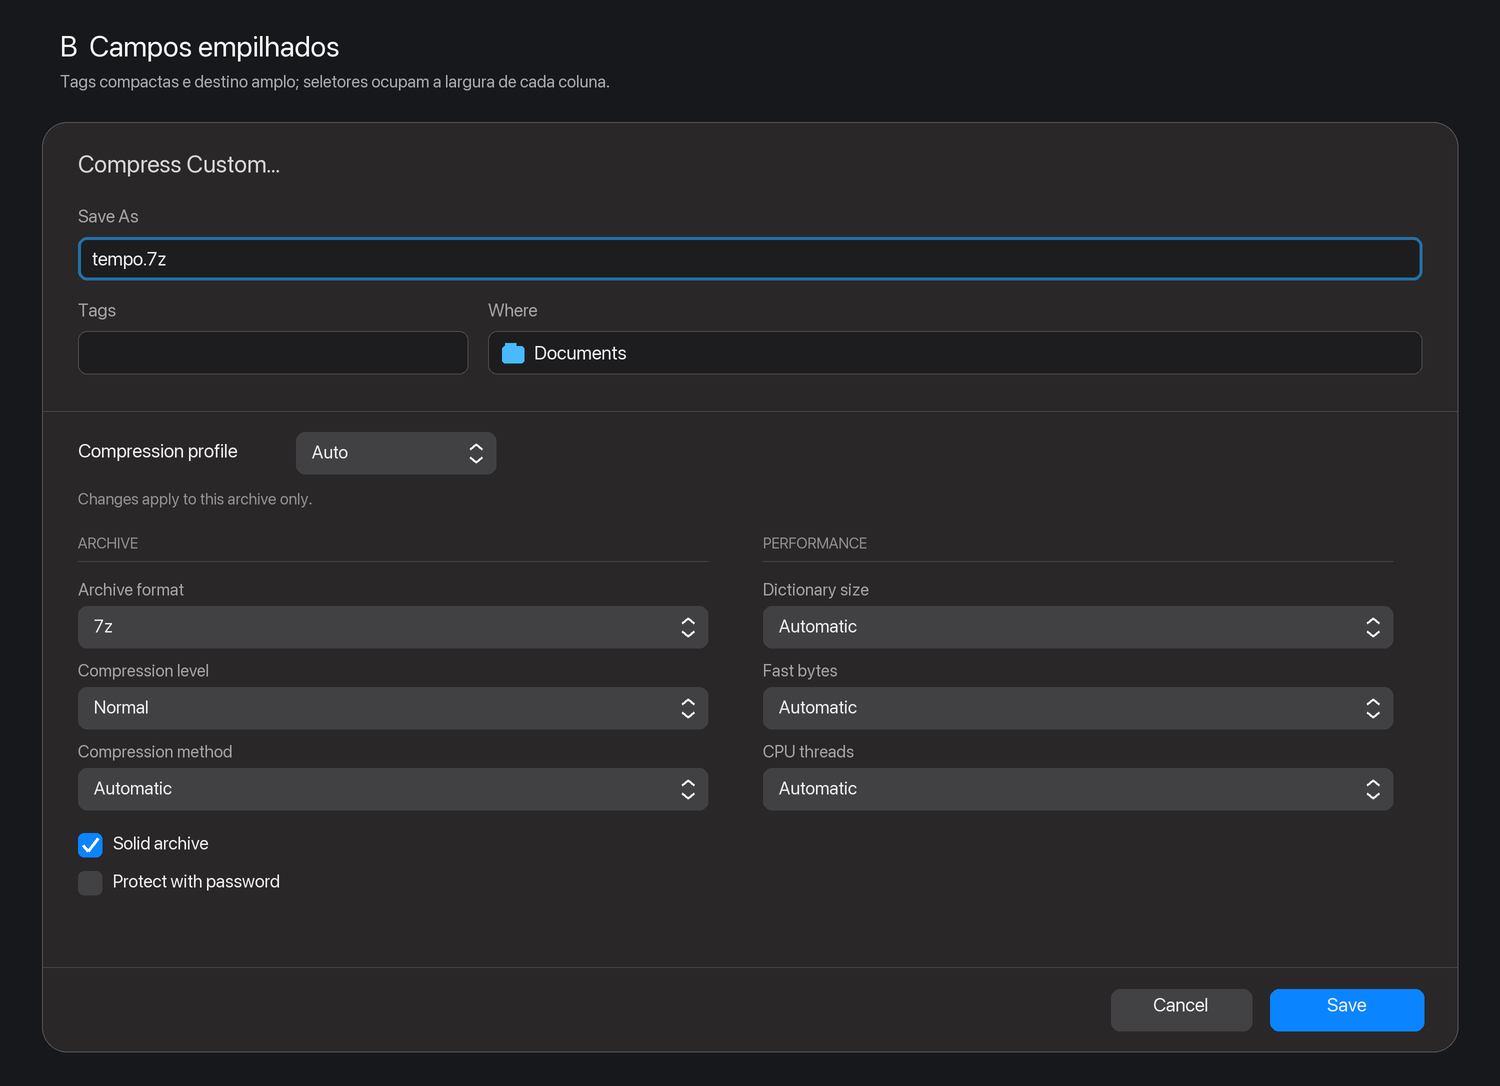 B Campos empilhados
Tags compactas e destino amplo; seletores ocupam a largura de cada coluna.
Compress Custom...
Save As
tempo.7z
Tags
Where
Documents
Compression profile
Auto
Changes apply to this archive only.
ARCHIVE
Archive format
7z
Compression level
Normal
Compression method
Automatic
Solid archive
Protect with password
PERFORMANCE
Dictionary size
Automatic
Fast bytes
Automatic
CPU threads
Automatic
Cancel
Save